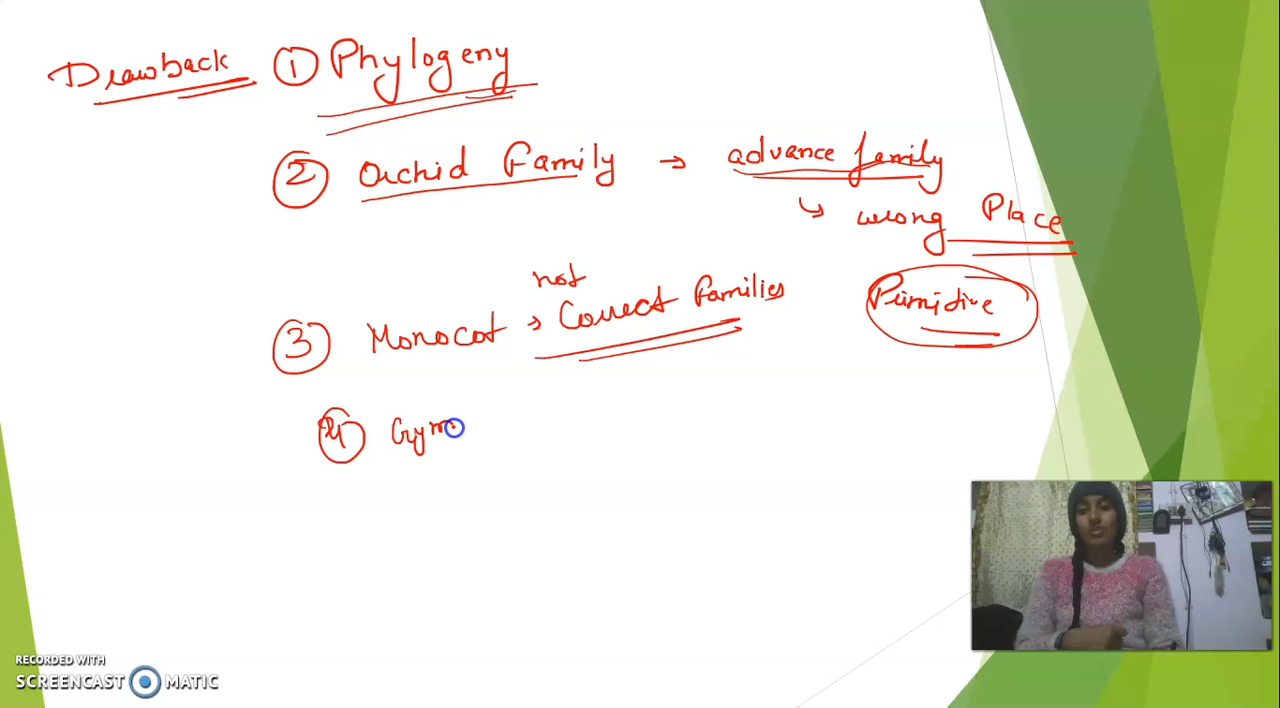 Drawback ① Phylogeny
② Orchid Family → advance family
↳ wrong Place
Primitive
not
③ Monocot → Correct Families
④ Gym
RECORDED WITH
SCREENCAST MATIC